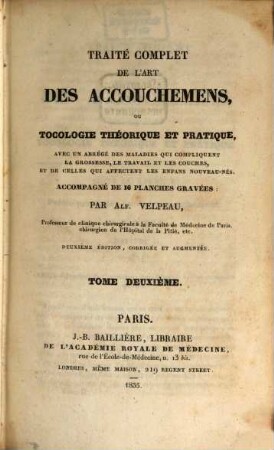 TRAITÉ COMPLET
DE L'ART
DES ACCOUCHEMENS,
OU
TOCOLOGIE THÉORIQUE ET PRATIQUE,
AVEC UN ABRÉGÉ DES MALADIES QUI COMPLIQUENT
LA GROSSESSE, LE TRAVAIL ET LES COUCHES,
ET DE CELLES QUI AFFECTENT LES ENFANS NOUVEAU-NÉS.
ACCOMPAGNÉ DE 16 PLANCHES GRAVÉES:
PAR ALF. VELPEAU,
Professeur de clinique chirurgicale à la Faculté de Médecine de Paris,
chirurgien de l'Hôpital de la Pitié, etc.
DEUXIÈME ÉDITION, CORRIGÉE ET AUGMENTÉE.
TOME DEUXIÈME.
PARIS.
J.-B. BAILLIÈRE, LIBRAIRE
DE L'ACADÉMIE ROYALE DE MÉDECINE,
rue de l'École-de-Médecine, n. 13 bis.
LONDRES, MÊME MAISON, 219 REGENT STREET.
1835.